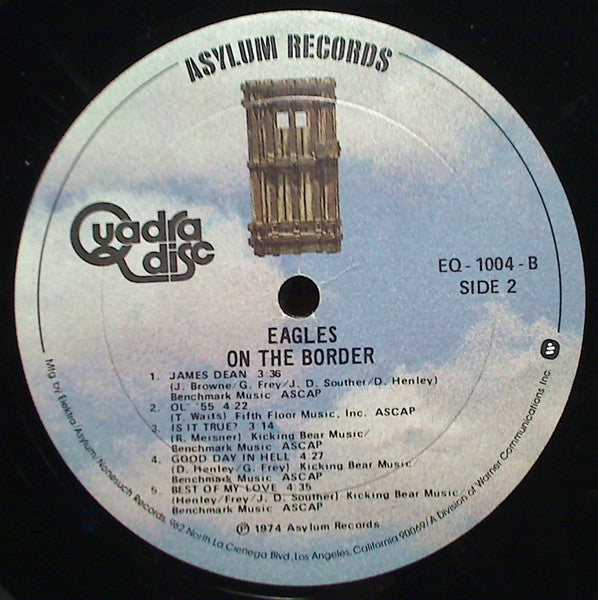 ASYLUM RECORDS
Quadra
disc
EQ - 1004 - B
SIDE 2
EAGLES
ON THE BORDER
1. JAMES DEAN 3:36
(J. Browne/G. Frey/J. D. Souther/D. Henley)
Benchmark Music ASCAP
2. OL' '55 4:22
(T. Waits) Fifth Floor Music, Inc. ASCAP
3. IS IT TRUE? 3:14
(R. Meisner) Kicking Bear Music/
Benchmark Music ASCAP
4. GOOD DAY IN HELL 4:27
(D. Henley/G. Frey) Kicking Bear Music/
Benchmark Music ASCAP
5. BEST OF MY LOVE 4:35
(Henley/Frey/J. D. Souther) Kicking Bear Music/
Benchmark Music ASCAP
Ⓟ 1974 Asylum Records
Mfg. by Elektra/Asylum/Nonesuch Records, 962 North La Cienega Blvd., Los Angeles, California 90069/A Division of Warner Communications Inc.